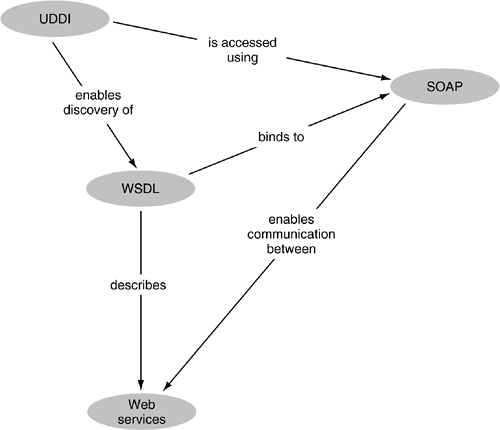 UDDI
is accessed
using
SOAP
enables
discovery of
binds to
WSDL
enables
communication
between
describes
Web
services